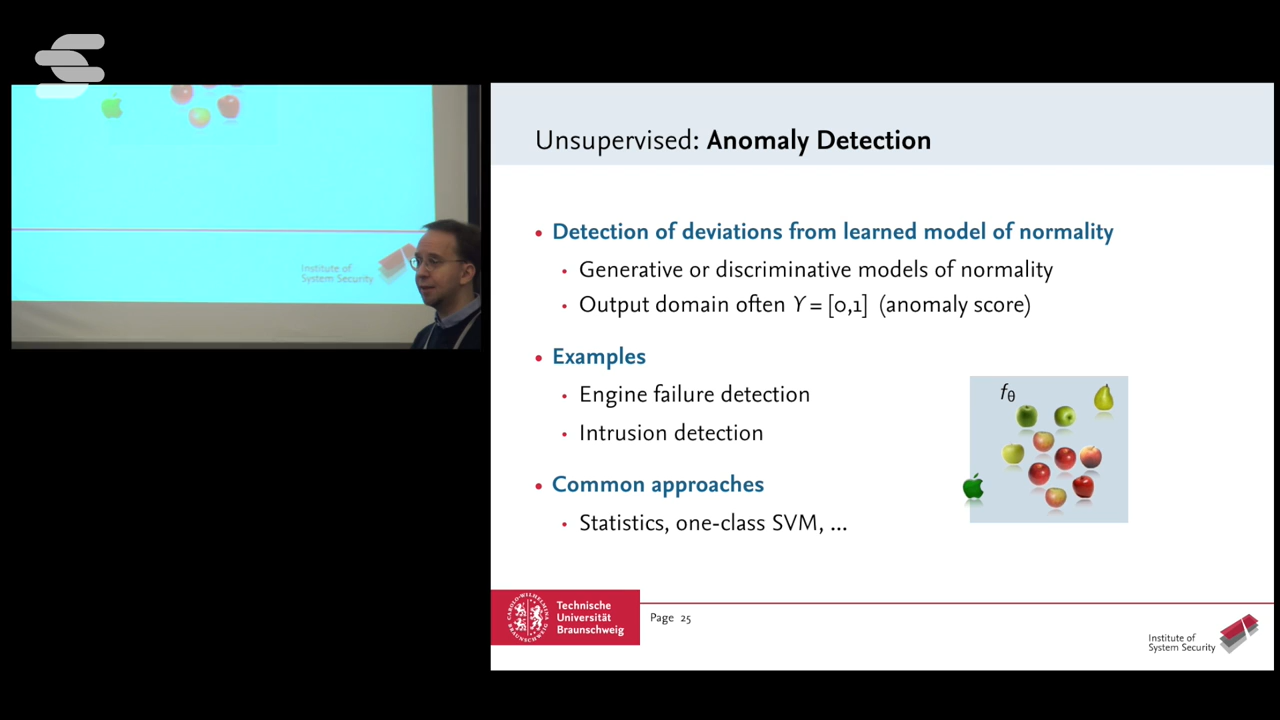 Unsupervised: Anomaly Detection
• Detection of deviations from learned model of normality
• Generative or discriminative models of normality
• Output domain often Y = [0,1] (anomaly score)
• Examples
• Engine failure detection
• Intrusion detection
• Common approaches
• Statistics, one-class SVM, ...
fθ
Technische
Universität
Braunschweig
Page 25
Institute of
System Security
Institute of
System Security